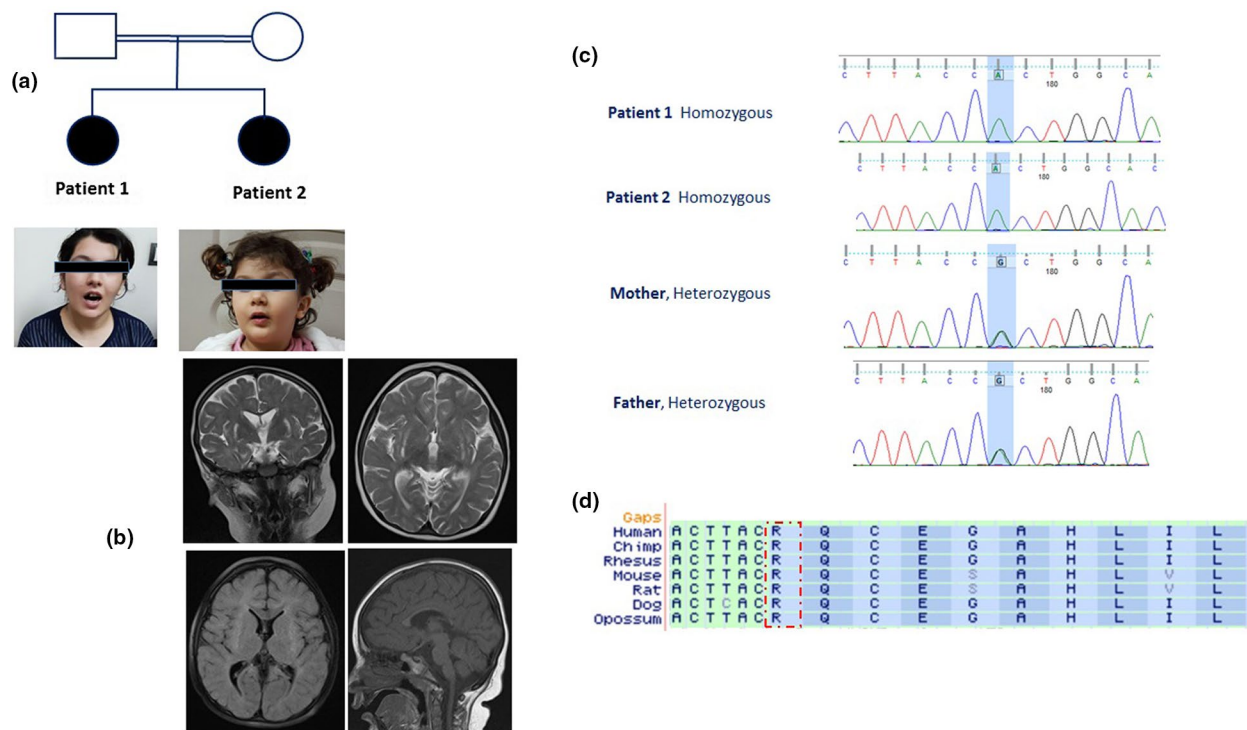 (a)
Patient 1
Patient 2
(b)
(c)
Patient 1 Homozygous
C T T A C C A C T G G C A
180
Patient 2 Homozygous
C T T A C C A C T G G C A C
180
Mother, Heterozygous
C T T A C C G C T G G C A
180
Father, Heterozygous
C T T A C C G C T G G C A
180
(d)
Gaps
Human A C T T A C R Q C E G A H L I L
Chimp A C T T A C R Q C E G A H L I L
Rhesus A C T T A C R Q C E G A H L I L
Mouse A C T T A C R Q C E S A H L V L
Rat A C T T A C R Q C E S A H L V L
Dog A C T C A C R Q C E G A H L I L
Opossum A C T T A C R Q C E G A H L I L